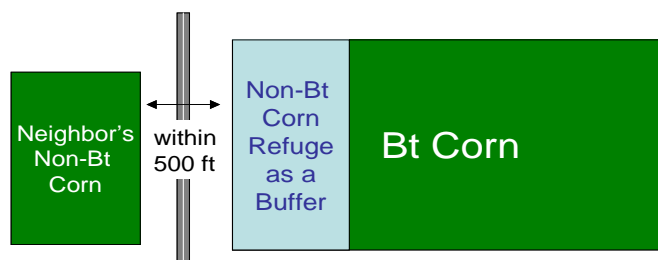 Neighbor's
Non-Bt
Corn
within
500 ft
Non-Bt
Corn
Refuge
as a
Buffer
Bt Corn